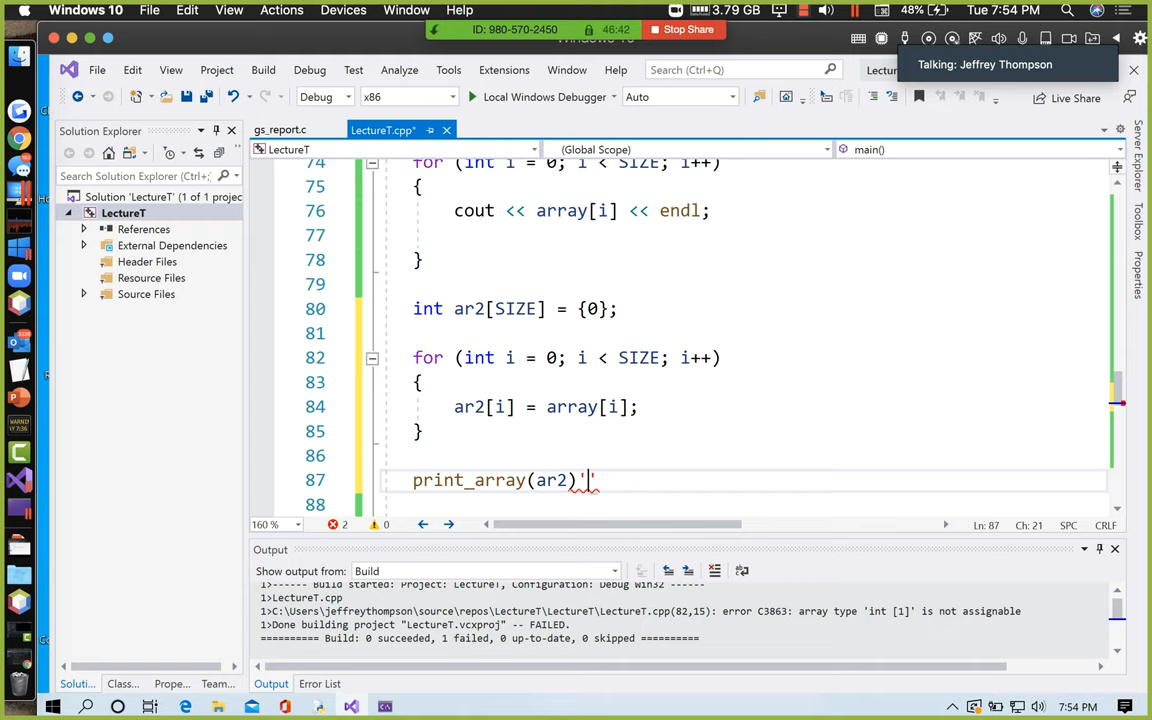 Windows 10 File Edit View Actions Devices Window Help 3.79 GB 48% Tue 7:54 PM
ID: 980-570-2450 46:42 Stop Share
Talking: Jeffrey Thompson
File Edit View Project Build Debug Test Analyze Tools Extensions Window Help Search (Ctrl+Q) Lectur
Debug x86 Local Windows Debugger Auto Live Share
Solution Explorer
gs_report.c LectureT.cpp*
LectureT (Global Scope) main()
Search Solution Explorer (Ctrl+;)
Solution 'LectureT' (1 of 1 project
LectureT
References
External Dependencies
Header Files
Resource Files
Source Files
74 for (int i = 0; i < SIZE; i++)
75 {
76 cout << array[i] << endl;
77
78 }
79
80 int ar2[SIZE] = {0};
81
82 for (int i = 0; i < SIZE; i++)
83 {
84 ar2[i] = array[i];
85 }
86
87 print_array(ar2)''
88
Server Explorer
Toolbox
Properties
160 % 2 0 Ln: 87 Ch: 21 SPC CRLF
Output
Show output from: Build
1>------ Build started: Project: LectureT, Configuration: Debug Win32 ------
1>LectureT.cpp
1>C:\Users\jeffreythompson\source\repos\LectureT\LectureT\LectureT.cpp(82,15): error C3863: array type 'int [1]' is not assignable
1>Done building project "LectureT.vcxproj" -- FAILED.
========== Build: 0 succeeded, 1 failed, 0 up-to-date, 0 skipped ==========
Soluti... Class... Prope... Team... Output Error List
7:54 PM